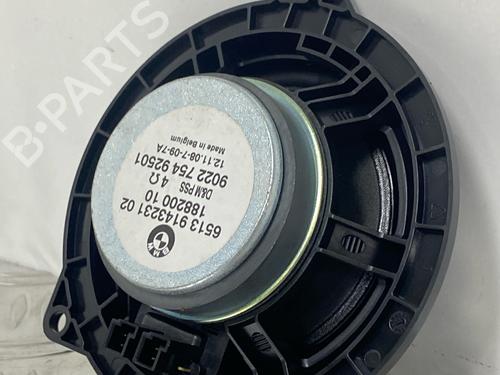 6513 9143231 02
188200 10
D&M PSS 4 Ω
9022 754 92501
12.11.08-7-09-7A
Made in Belgium
BMW
B-PARTS